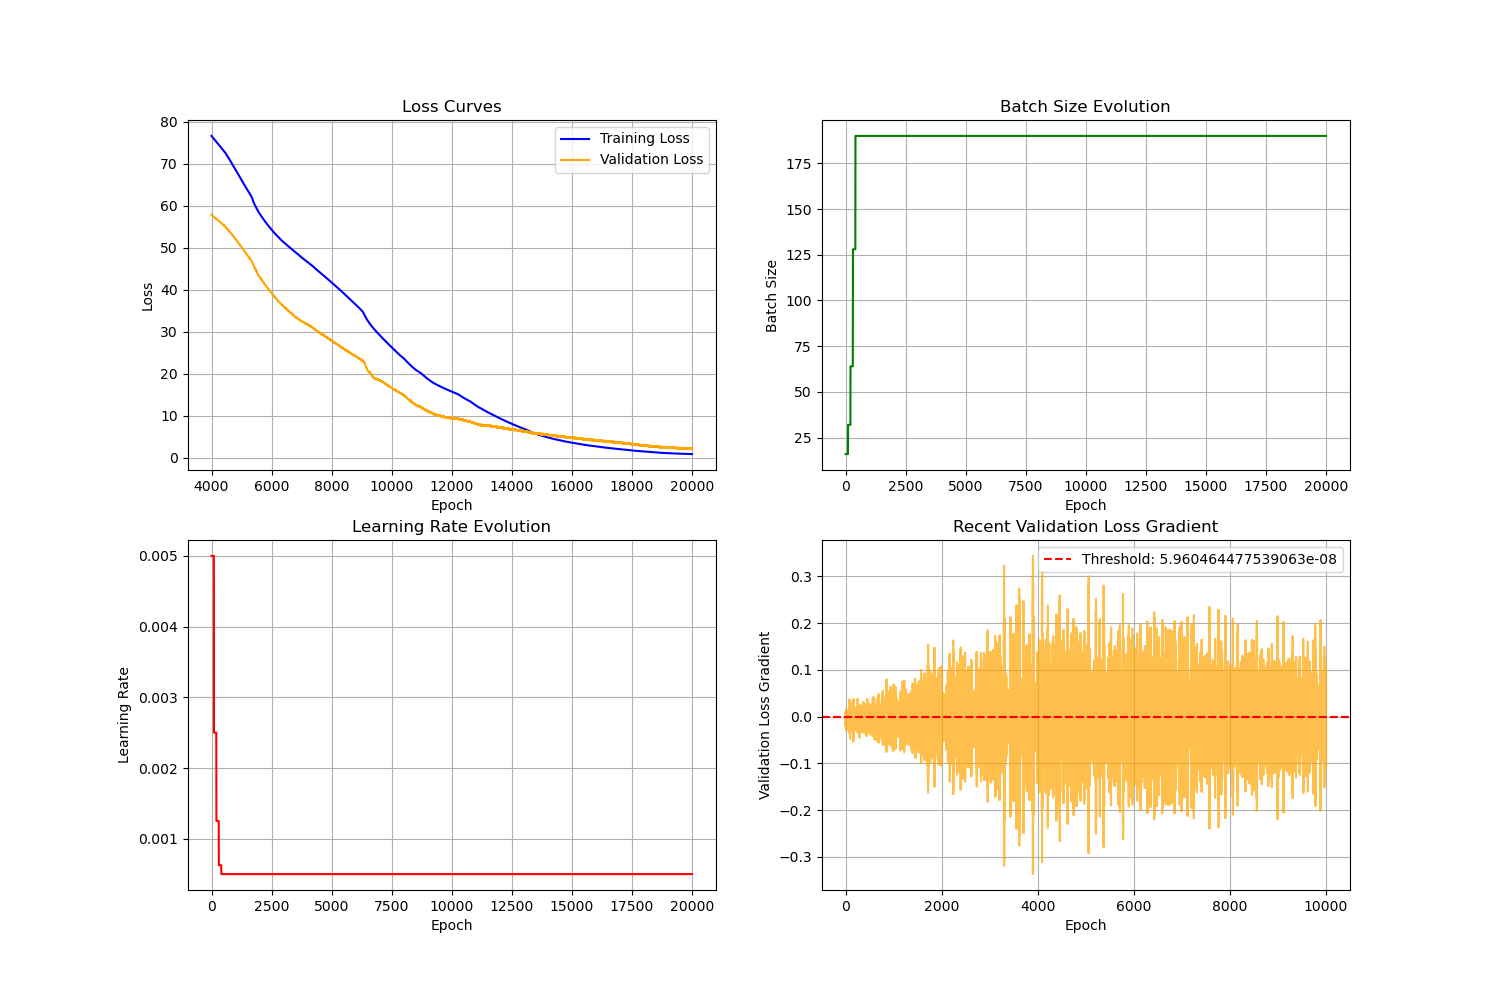 Loss Curves
80
70
60
50
40
30
20
10
0
Loss
Training Loss
Validation Loss
4000 6000 8000 10000 12000 14000 16000 18000 20000
Epoch
Batch Size Evolution
175
150
125
100
75
50
25
Batch Size
0 2500 5000 7500 10000 12500 15000 17500 20000
Epoch
Learning Rate Evolution
0.005
0.004
0.003
0.002
0.001
Learning Rate
0 2500 5000 7500 10000 12500 15000 17500 20000
Epoch
Recent Validation Loss Gradient
Threshold: 5.960464477539063e-08
0.3
0.2
0.1
0.0
−0.1
−0.2
−0.3
Validation Loss Gradient
0 2000 4000 6000 8000 10000
Epoch